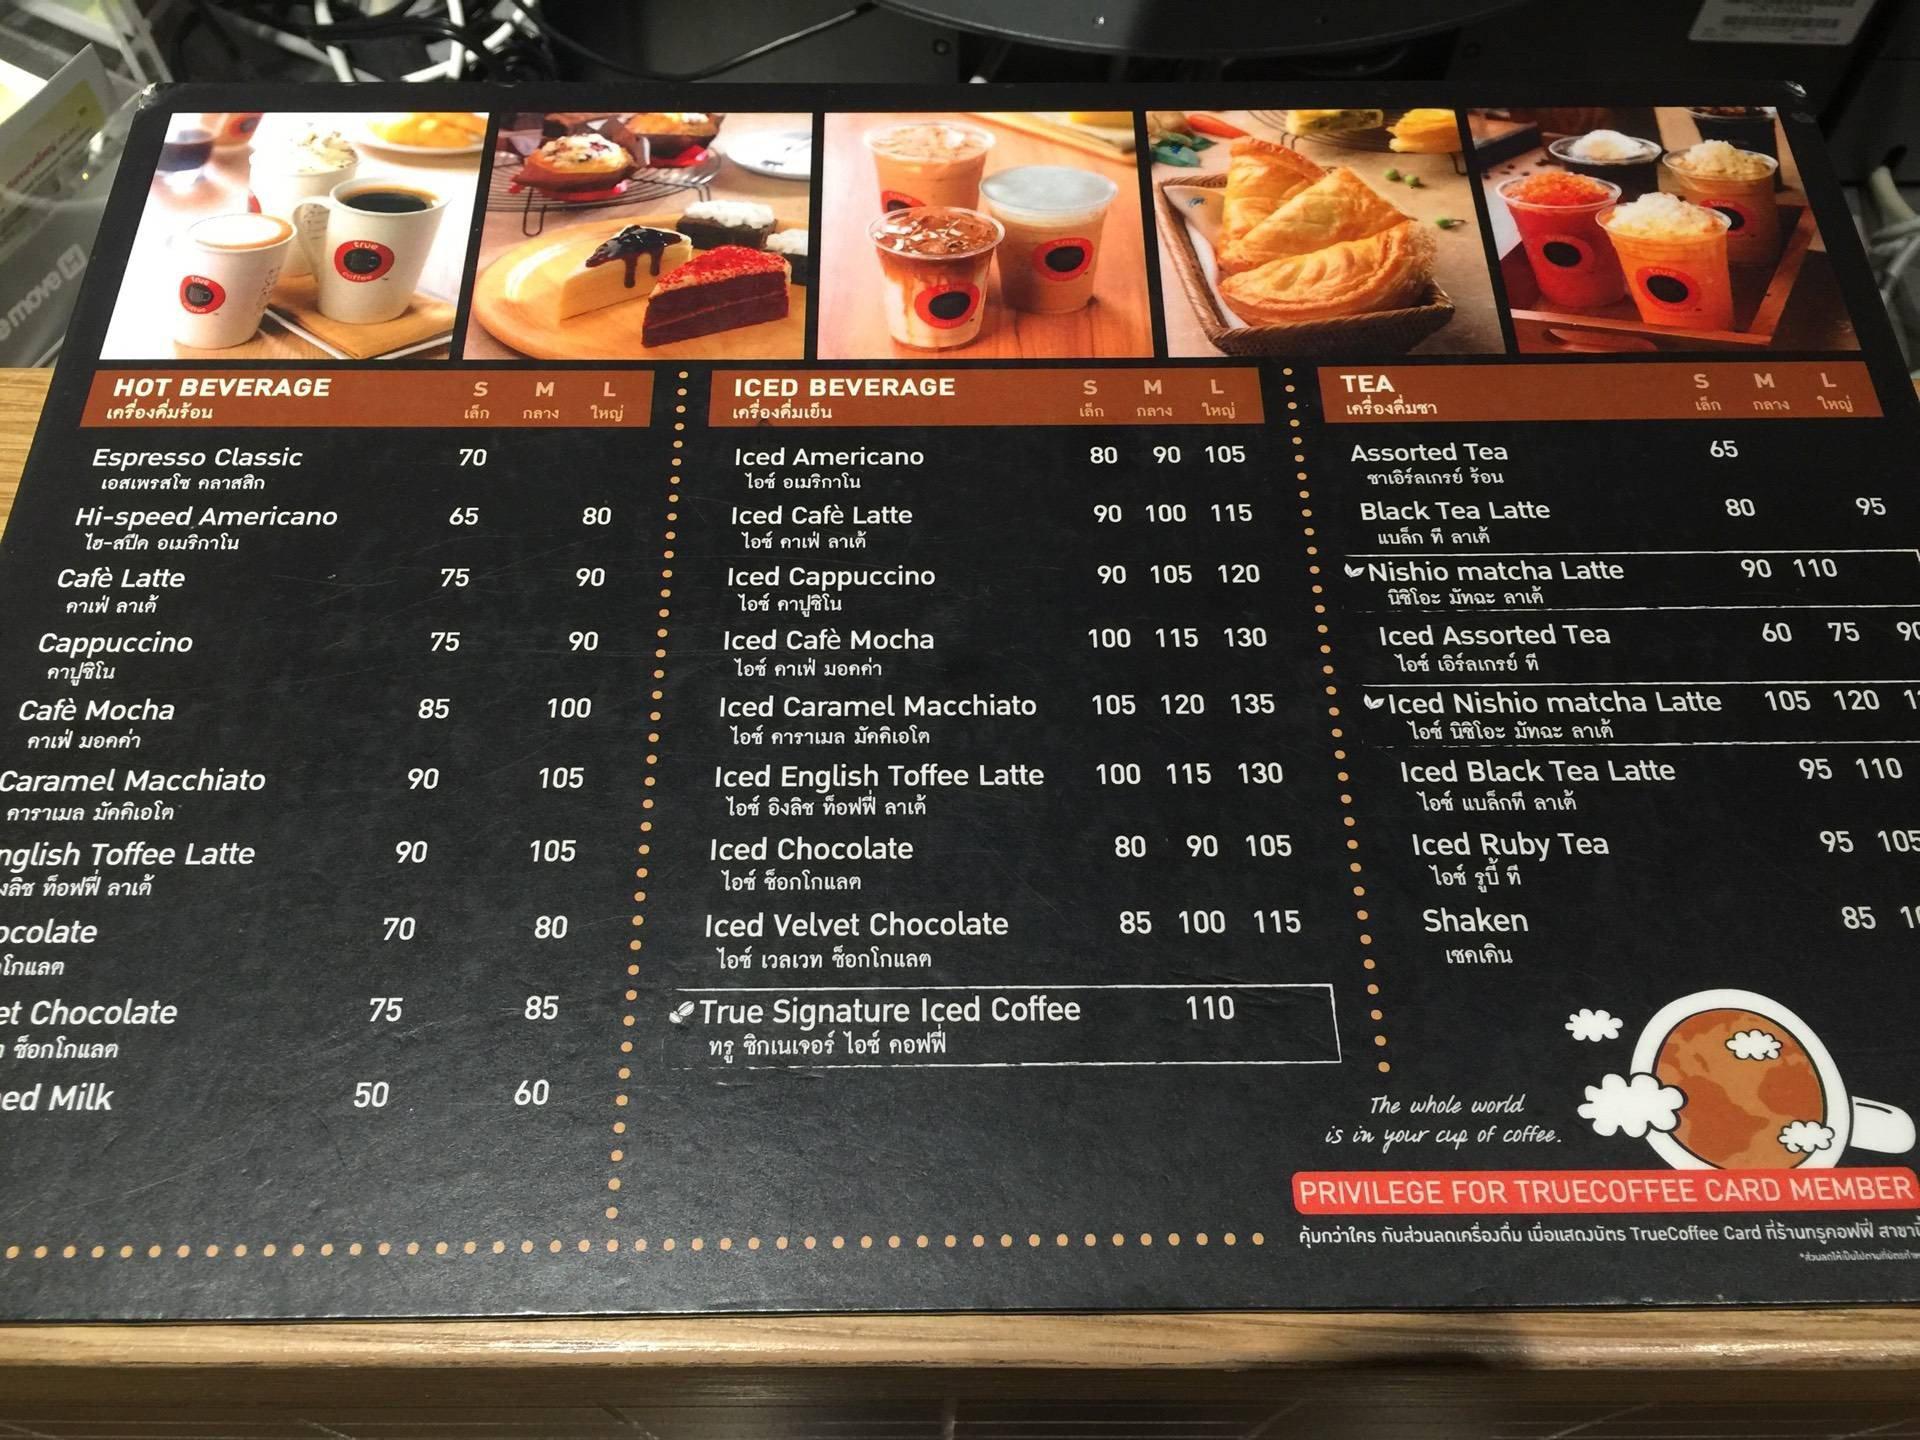 HOT BEVERAGE S M L
เครื่องดื่มร้อน เล็ก กลาง ใหญ่
Espresso Classic 70
เอสเพรสโซ คลาสสิก
Hi-speed Americano 65 80
ไฮ-สปีด อเมริกาโน
Cafè Latte 75 90
คาเฟ่ ลาเต้
Cappuccino 75 90
คาปูชิโน
Cafè Mocha 85 100
คาเฟ่ มอคค่า
Caramel Macchiato 90 105
คาราเมล มัคคิเอโต
nglish Toffee Latte 90 105
งลิช ท็อฟฟี่ ลาเต้
ocolate 70 80
กโกแลต
et Chocolate 75 85
ช็อกโกแลต
ed Milk 50 60
ICED BEVERAGE S M L
เครื่องดื่มเย็น เล็ก กลาง ใหญ่
Iced Americano 80 90 105
ไอซ์ อเมริกาโน
Iced Cafè Latte 90 100 115
ไอซ์ คาเฟ่ ลาเต้
Iced Cappuccino 90 105 120
ไอซ์ คาปูชิโน
Iced Cafè Mocha 100 115 130
ไอซ์ คาเฟ่ มอคค่า
Iced Caramel Macchiato 105 120 135
ไอซ์ คาราเมล มัคคิเอโต
Iced English Toffee Latte 100 115 130
ไอซ์ อิงลิช ท็อฟฟี่ ลาเต้
Iced Chocolate 80 90 105
ไอซ์ ช็อกโกแลต
Iced Velvet Chocolate 85 100 115
ไอซ์ เวลเวท ช็อกโกแลต
True Signature Iced Coffee 110
ทรู ซิกเนเจอร์ ไอซ์ คอฟฟี่
TEA S M L
เครื่องดื่มชา เล็ก กลาง ใหญ่
Assorted Tea 65
ชาเอิร์ลเกรย์ ร้อน
Black Tea Latte 80 95
แบล็ก ที ลาเต้
Nishio matcha Latte 90 110
นิชิโอะ มัทฉะ ลาเต้
Iced Assorted Tea 60 75 90
ไอซ์ เอิร์ลเกรย์ ที
Iced Nishio matcha Latte 105 120
ไอซ์ นิชิโอะ มัทฉะ ลาเต้
Iced Black Tea Latte 95 110
ไอซ์ แบล็กที ลาเต้
Iced Ruby Tea 95 105
ไอซ์ รูบี้ ที
Shaken 85
เชคเคิน
The whole world
is in your cup of coffee.
PRIVILEGE FOR TRUECOFFEE CARD MEMBER
คุ้มกว่าใคร กับส่วนลดเครื่องดื่ม เมื่อแสดงบัตร TrueCoffee Card ที่ร้านทรูคอฟฟี่